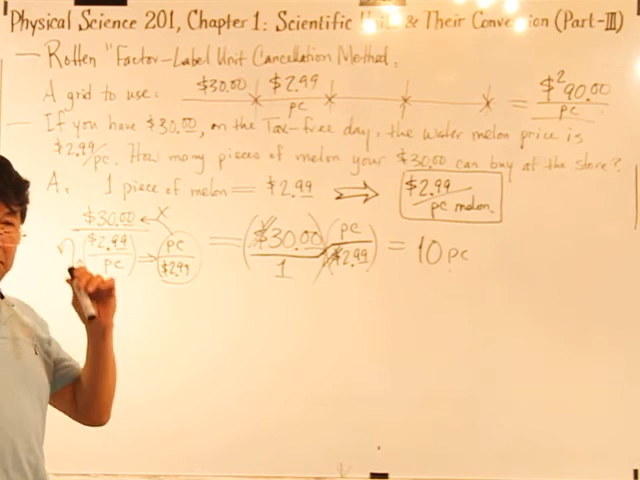 Physical Science 201, Chapter 1: Scientific Units & Their Conversion (Part-III)
— Rotten "Factor-Label Unit Cancellation Method.
A grid to use: $30.00 × $2.99/pc × × = $²90.00/pc
— If you have $30.00, on the Tax-free day, the water melon price is
$2.99/pc. How many pieces of melon your $30.00 can buy at the store?
A. 1 piece of melon = $2.99 ⇒ $2.99/pc melon.
$30.00 / ($2.99/pc) → (pc/$2.99) = ($30.00/1)(pc/$2.99) = 10 pc